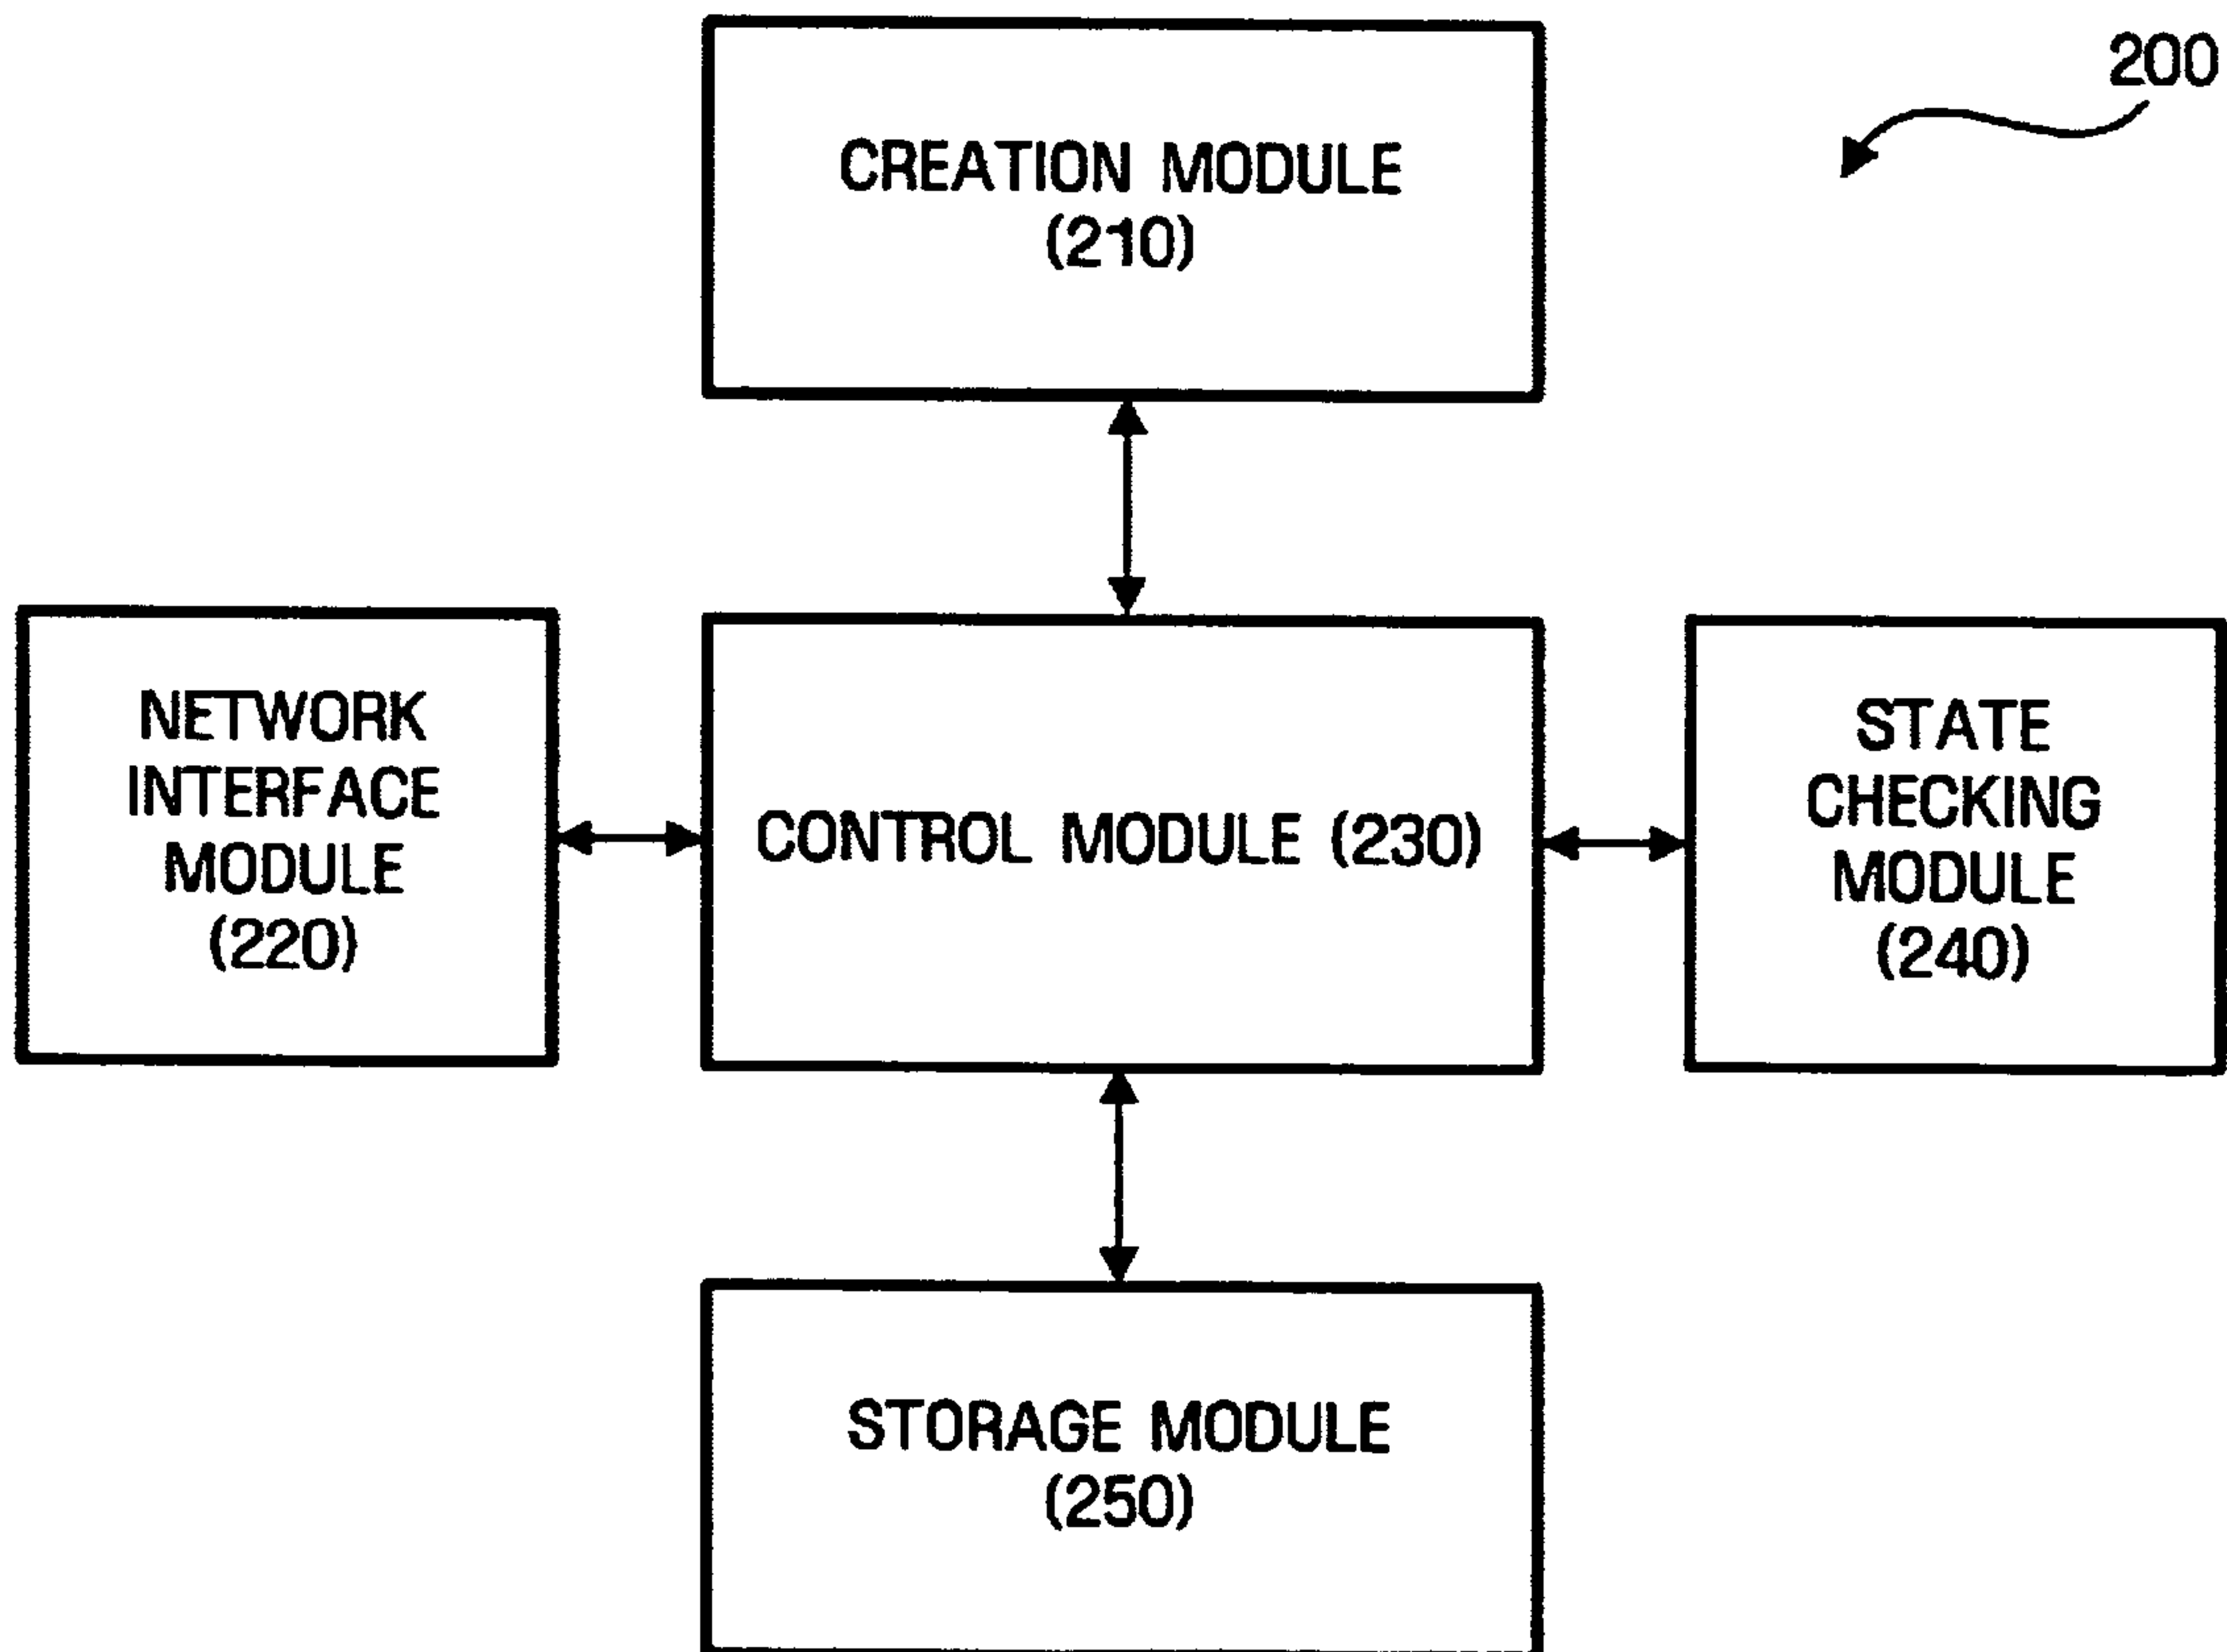 200
CREATION MODULE
(210)
NETWORK
INTERFACE
MODULE
(220)
CONTROL MODULE (230)
STATE
CHECKING
MODULE
(240)
STORAGE MODULE
(250)